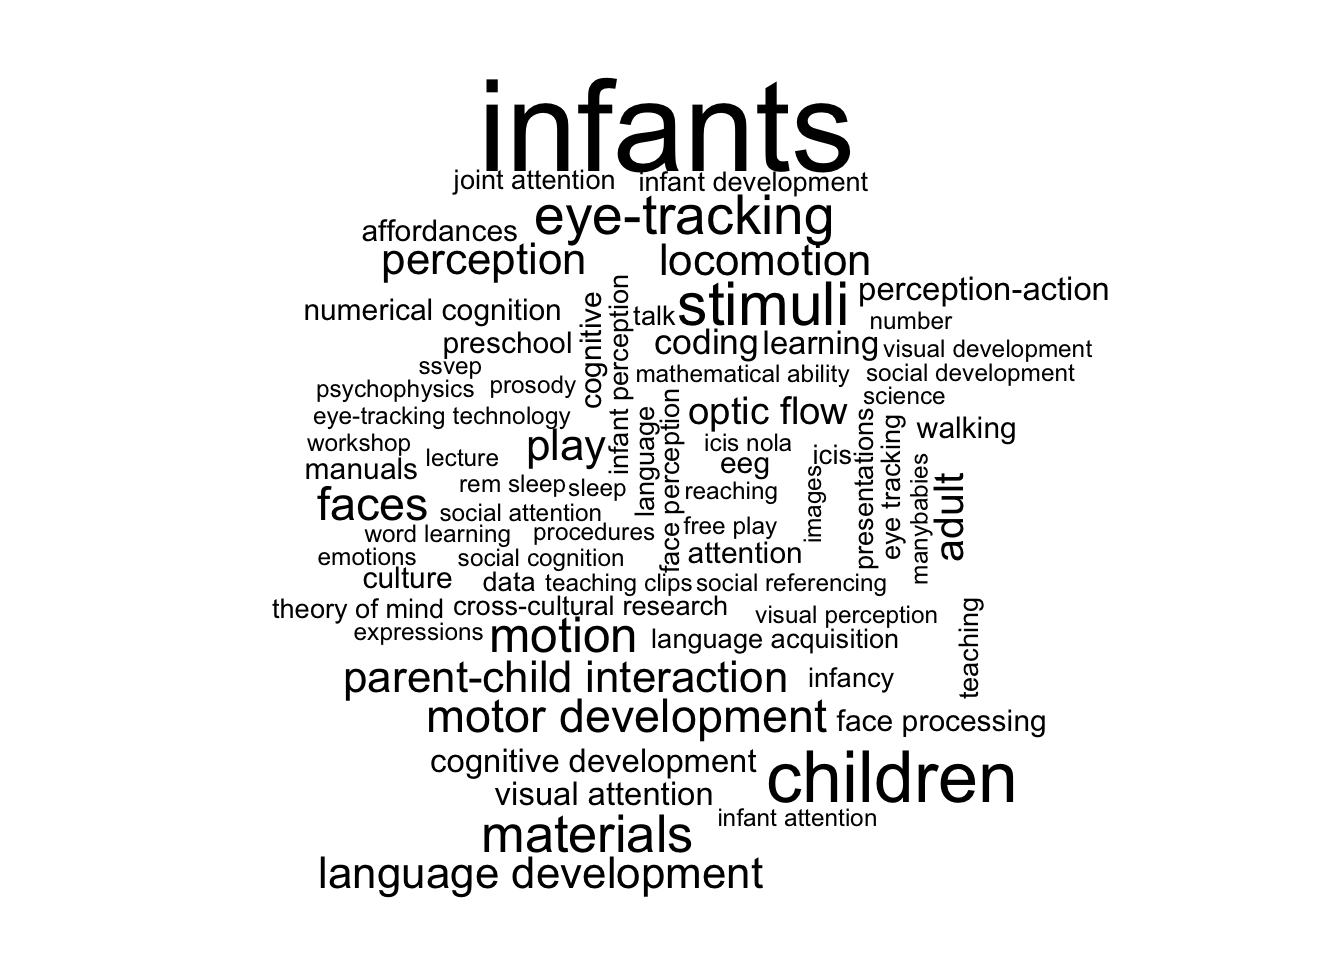 infants
joint attention
infant development
eye-tracking
affordances
perception
locomotion
perception-action
numerical cognition
cognitive
infant perception
talk
stimuli
number
preschool
coding
learning
visual development
ssvep
mathematical ability
social development
psychophysics
prosody
science
eye-tracking technology
language
face perception
optic flow
presentations
eye tracking
walking
workshop
play
icis nola
icis
manuals
lecture
eeg
images
manybabies
adult
rem sleep
sleep
reaching
faces
social attention
free play
word learning
procedures
emotions
social cognition
attention
culture
data
teaching clips
social referencing
theory of mind
cross-cultural research
visual perception
teaching
expressions
motion
language acquisition
parent-child interaction
infancy
motor development
face processing
cognitive development
children
visual attention
infant attention
materials
language development